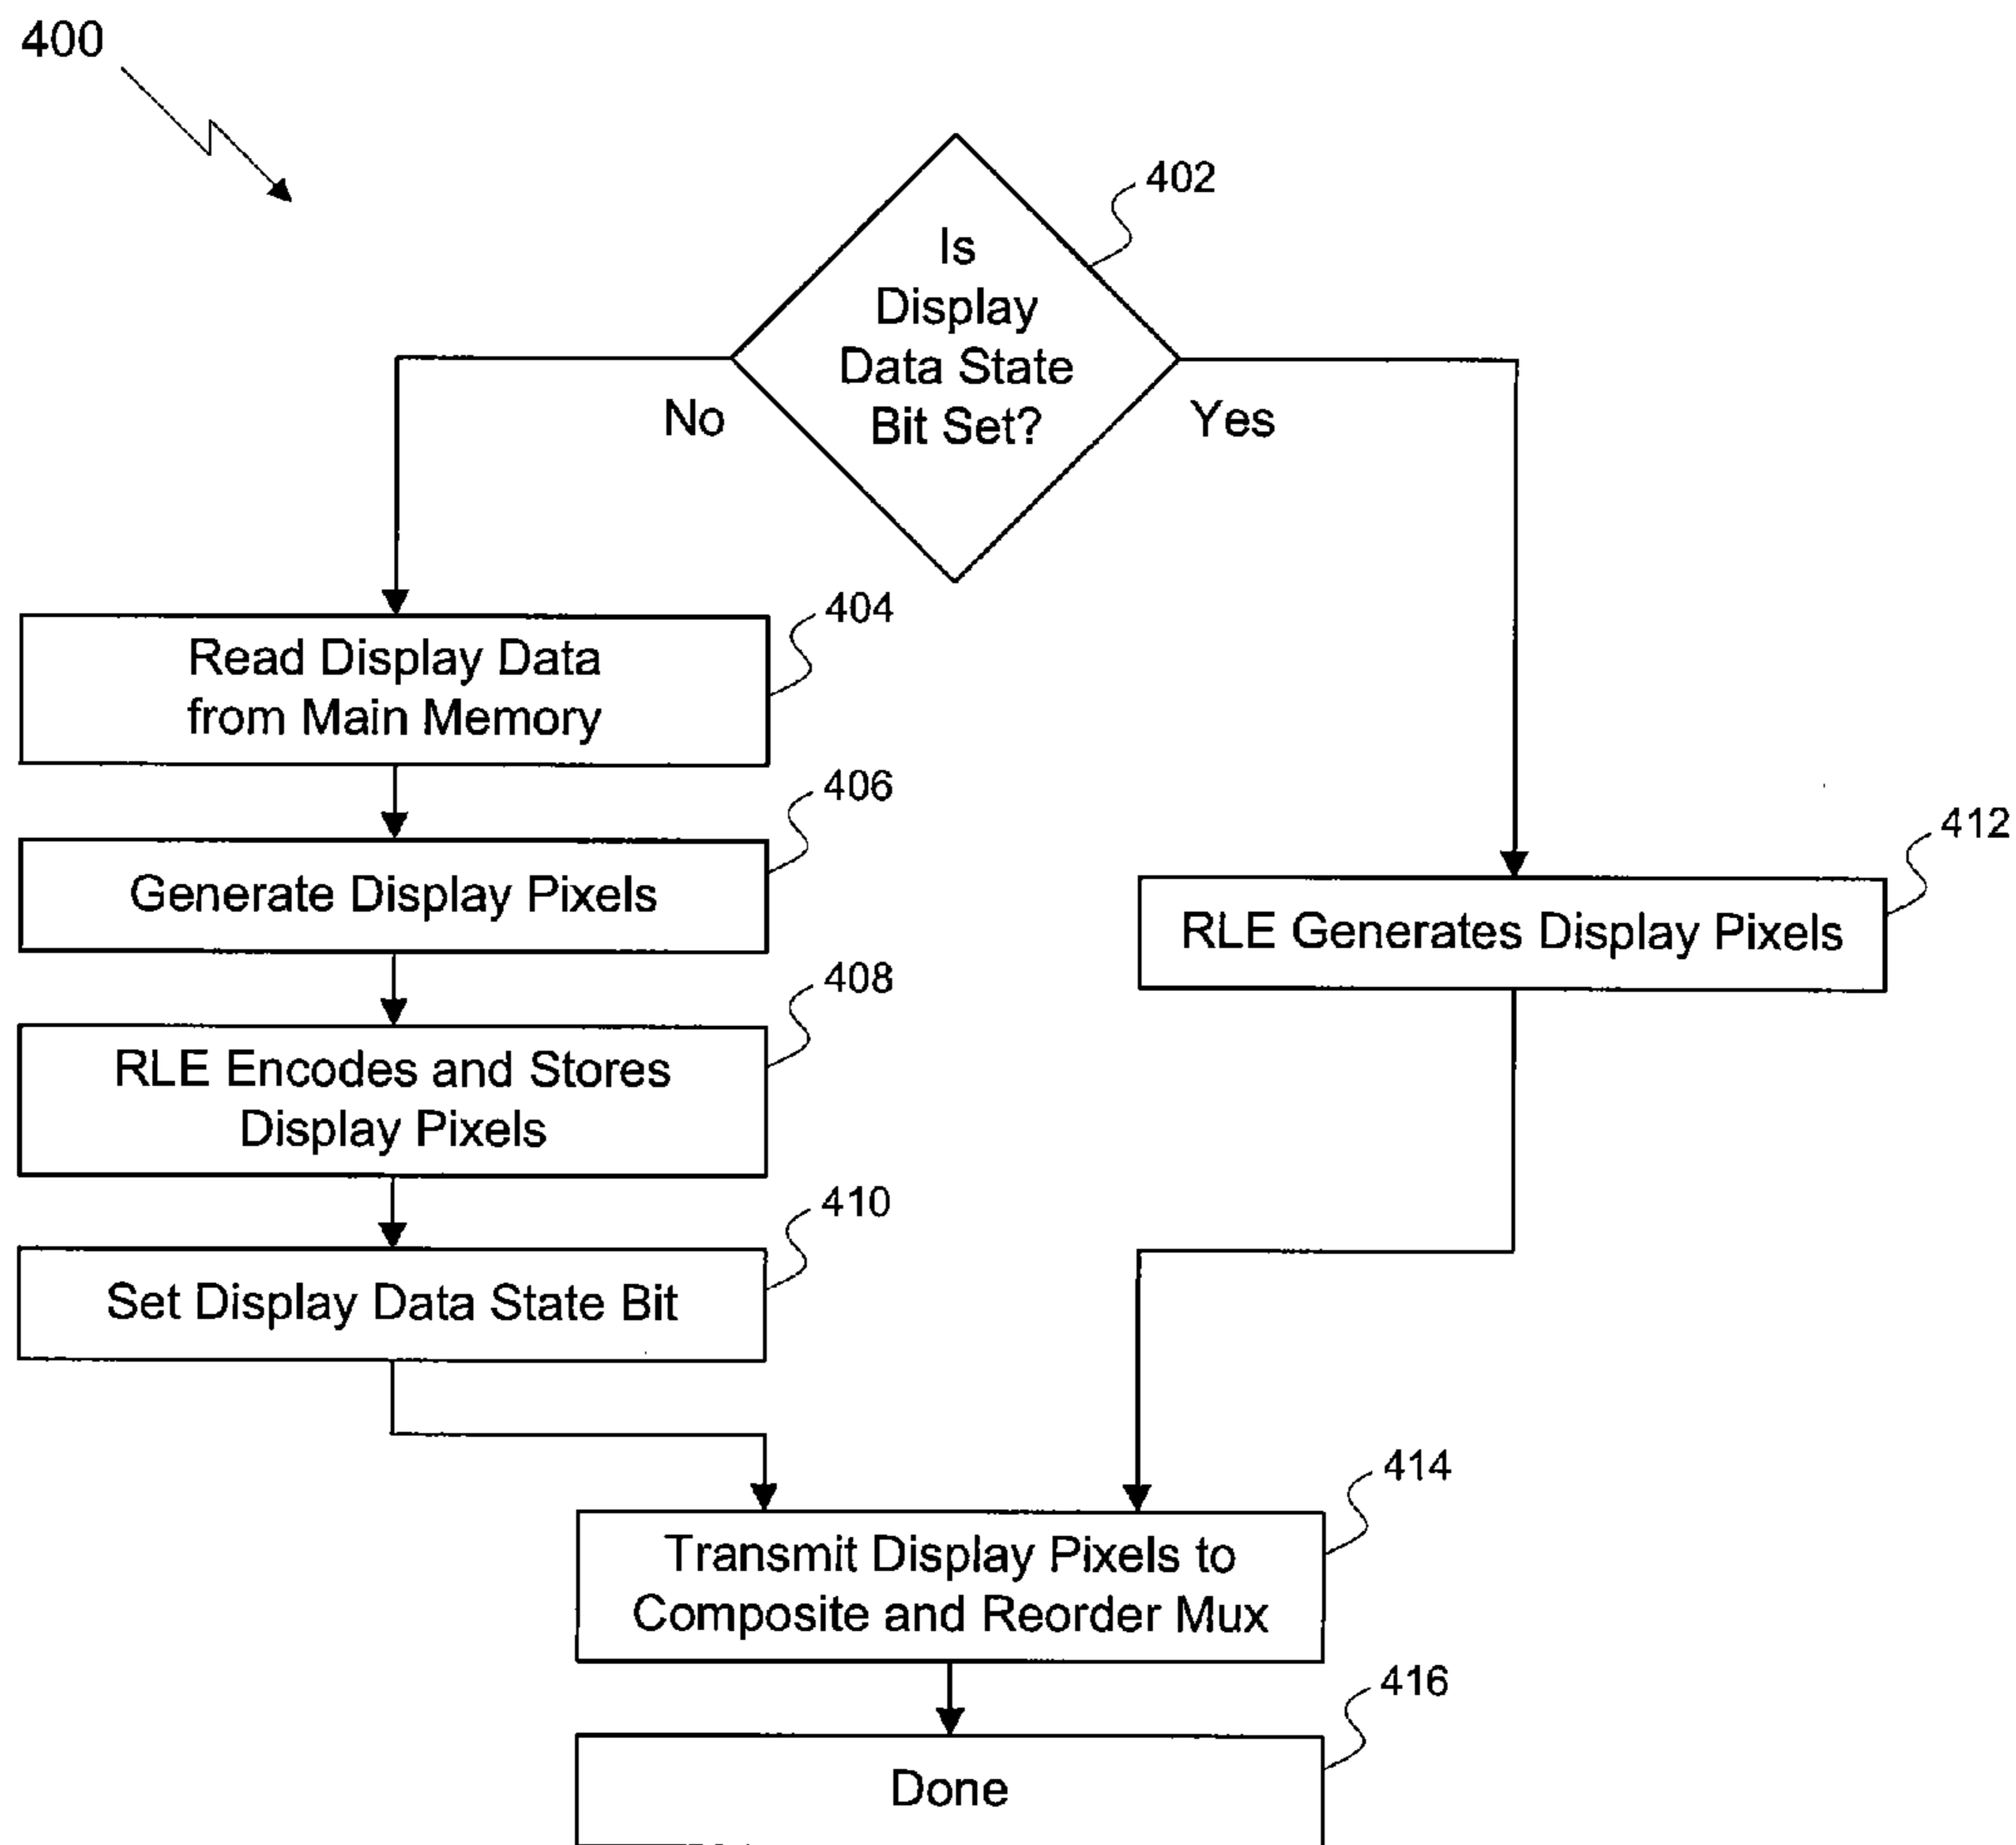 400
402
Is
Display
Data State
Bit Set?
No
Yes
404
Read Display Data
from Main Memory
406
Generate Display Pixels
412
RLE Generates Display Pixels
408
RLE Encodes and Stores
Display Pixels
410
Set Display Data State Bit
414
Transmit Display Pixels to
Composite and Reorder Mux
416
Done